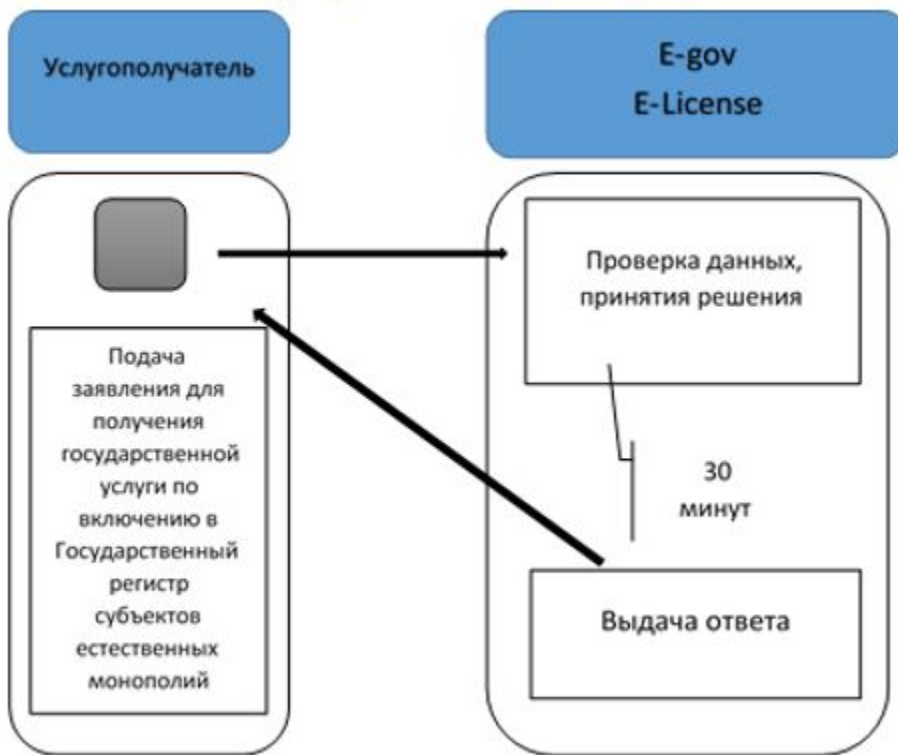 Услугополучатель
E-gov
E-License
Подача
заявления для
получения
государственной
услуги по
включению в
Государственный
регистр
субъектов
естественных
монополий
Проверка данных,
принятия решения
30
минут
Выдача ответа